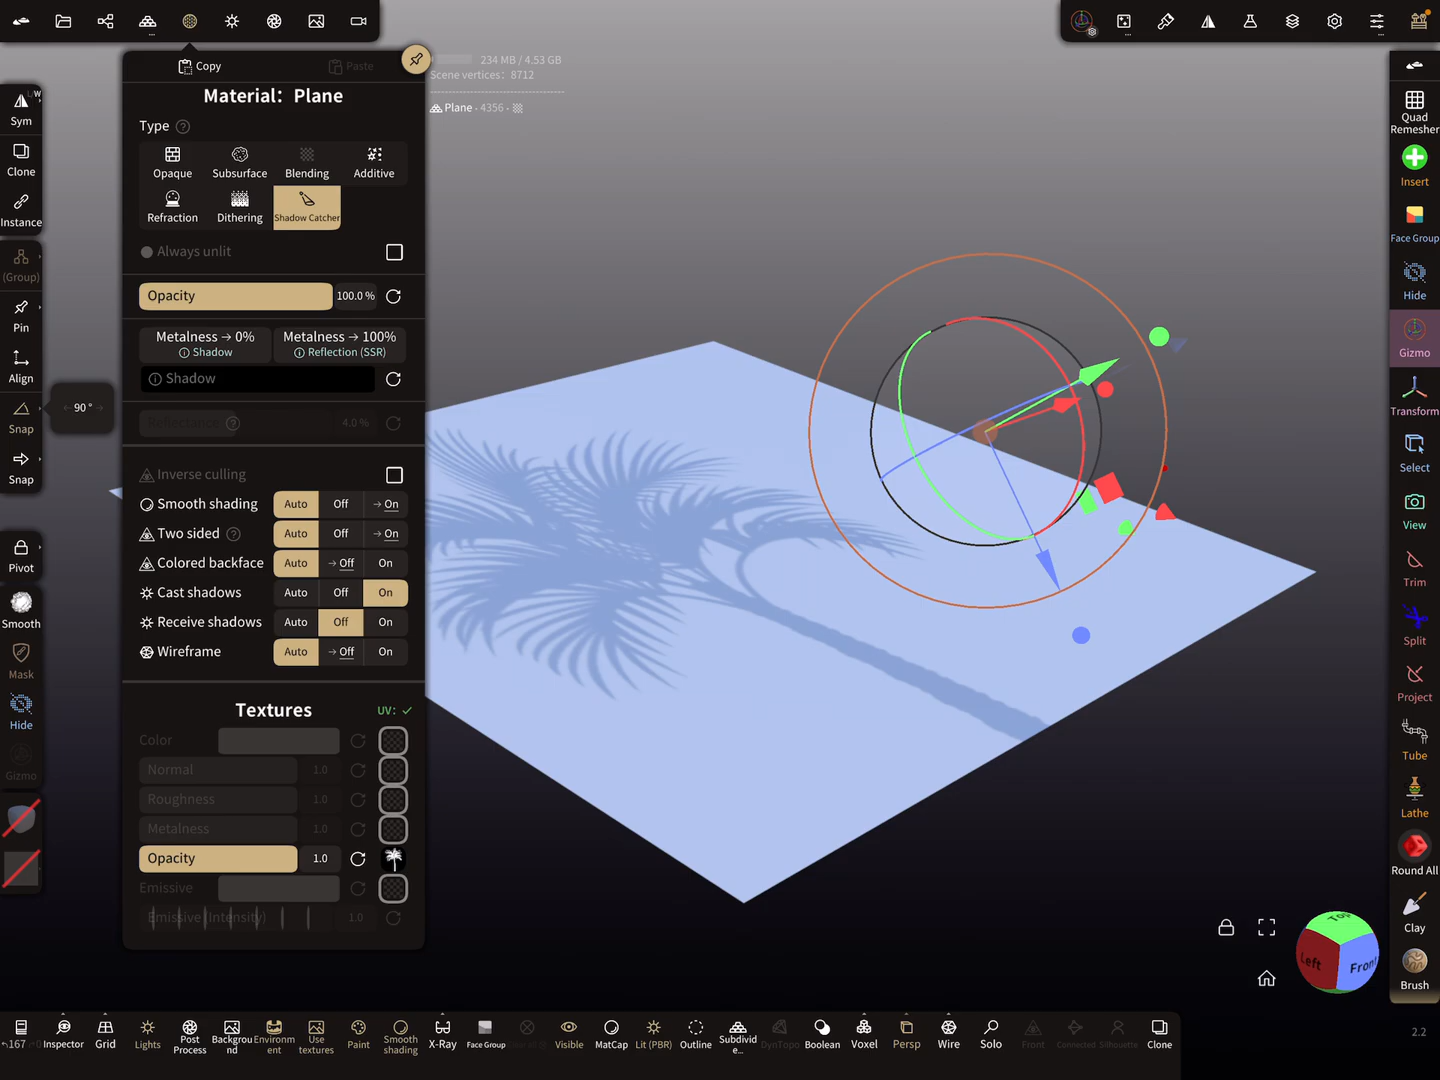 Copy
Paste
Material: Plane
Type
Opaque
Subsurface
Blending
Additive
Refraction
Dithering
Shadow Catcher
Always unlit
Opacity
100.0 %
Metalness → 0%
Shadow
Metalness → 100%
Reflection (SSR)
Shadow
Reflectance
4.0 %
Inverse culling
Smooth shading
Auto
Off
→ On
Two sided
Auto
Off
→ On
Colored backface
Auto
→ Off
On
Cast shadows
Auto
Off
On
Receive shadows
Auto
Off
On
Wireframe
Auto
→ Off
On
Textures
UV: ✓
Color
Normal
1.0
Roughness
1.0
Metalness
1.0
Opacity
1.0
Emissive
Emissive (Intensity)
1.0
234 MB / 4.53 GB
Scene vertices: 8712
Plane - 4356 -
Sym
Clone
Instance
(Group)
Pin
Align
Snap
90 °
Snap
Pivot
Smooth
Mask
Hide
Gizmo
Quad
Remesher
Insert
Face Group
Hide
Gizmo
Transform
Select
View
Trim
Split
Project
Tube
Lathe
Round All
Clay
Brush
Top
Left
Front
2.2
167
Inspector
Grid
Lights
Post
Process
Backgrou
nd
Environm
ent
Use
textures
Paint
Smooth
shading
X-Ray
Face Group
Visible
MatCap
Lit (PBR)
Outline
Subdivid
e..
DynTopo
Boolean
Voxel
Persp
Wire
Solo
Front
Connected
Silhouette
Clone